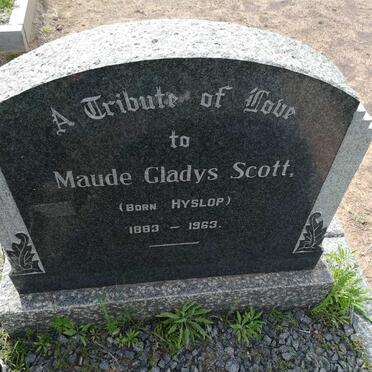 A Tribute of Love
to
Maude Gladys Scott,
(BORN HYSLOP)
1883 - 1963.